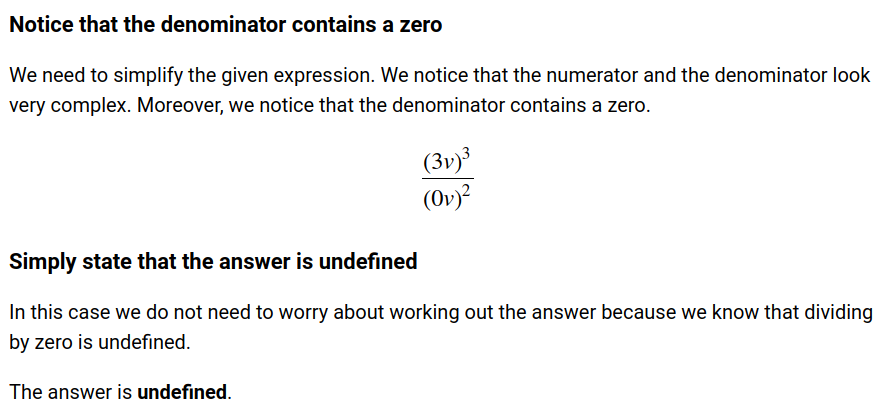 Notice that the denominator contains a zero
We need to simplify the given expression. We notice that the numerator and the denominator look
very complex. Moreover, we notice that the denominator contains a zero.
(3v)³
(0v)²
Simply state that the answer is undefined
In this case we do not need to worry about working out the answer because we know that dividing
by zero is undefined.
The answer is undefined.